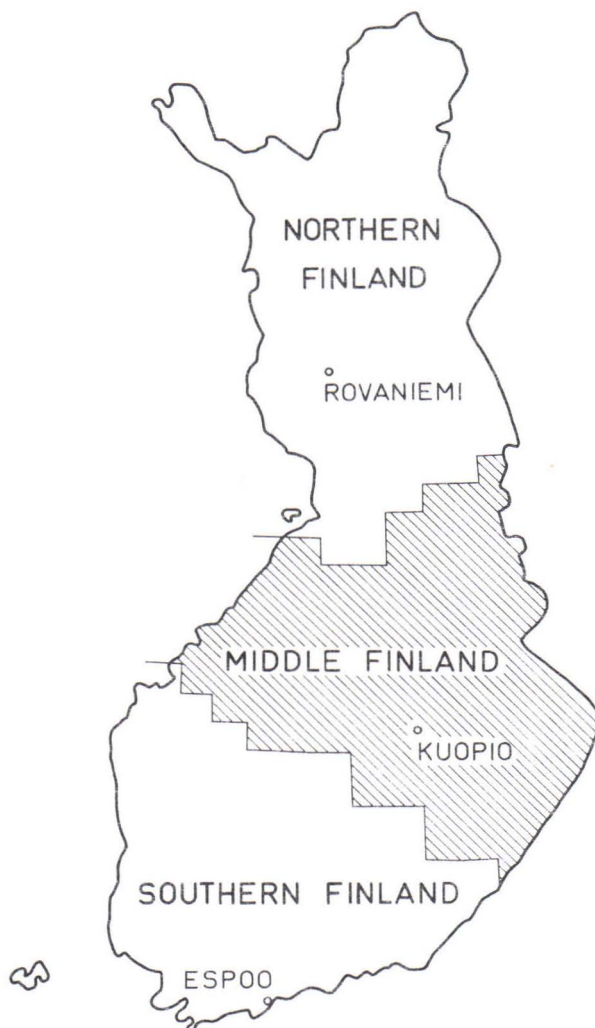 NORTHERN
FINLAND
ROVANIEMI
MIDDLE FINLAND
KUOPIO
SOUTHERN FINLAND
ESPOO